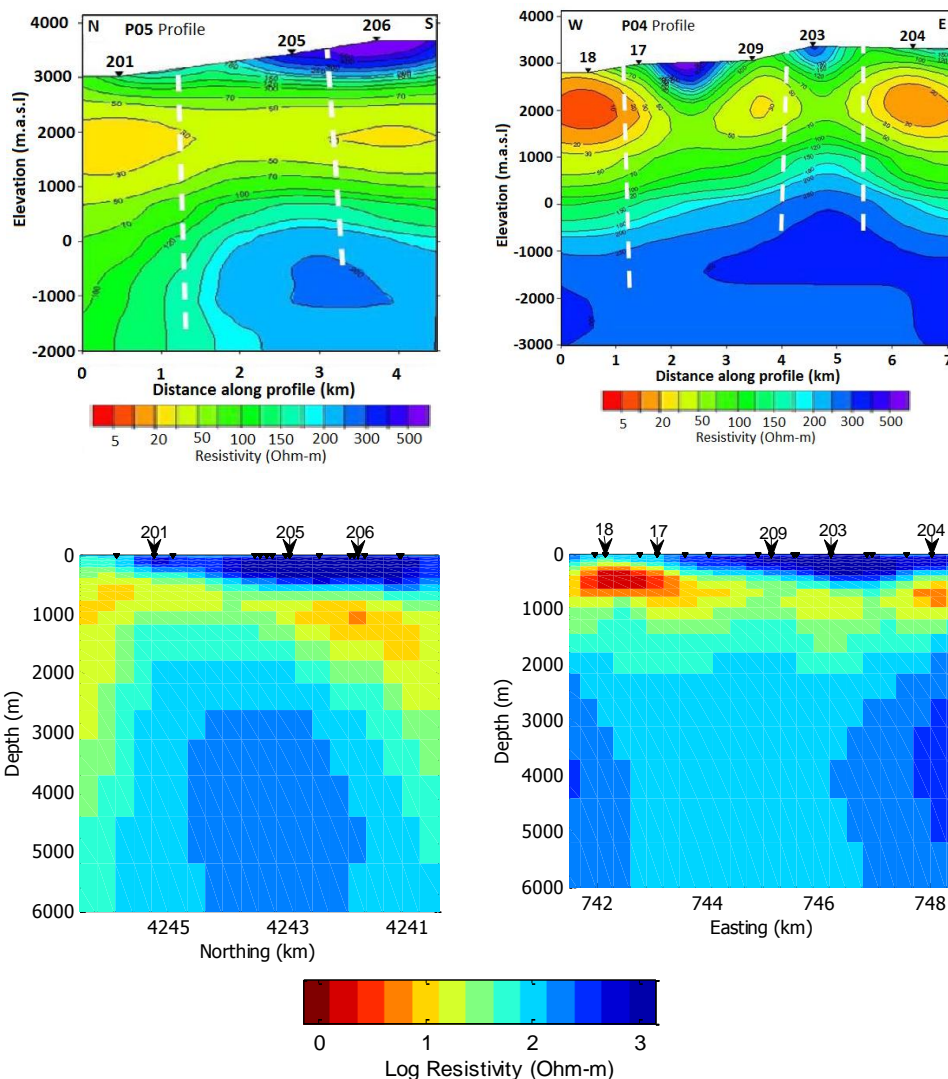 N P05 Profile S
201 205 206
4000
3000
2000
1000
0
-1000
-2000
Elevation (m.a.s.l)
0 1 2 3 4
Distance along profile (km)
5 20 50 100 150 200 300 500
Resistivity (Ohm-m)
W P04 Profile E
18 17 209 203 204
4000
3000
2000
1000
0
-1000
-2000
-3000
Elevation (m.a.s.l)
0 1 2 3 4 5 6 7
Distance along profile (km)
5 20 50 100 150 200 300 500
Resistivity (Ohm-m)
201 205 206
0
1000
2000
3000
4000
5000
6000
Depth (m)
4245 4243 4241
Northing (km)
18 17 209 203 204
0
1000
2000
3000
4000
5000
6000
Depth (m)
742 744 746 748
Easting (km)
0 1 2 3
Log Resistivity (Ohm-m)